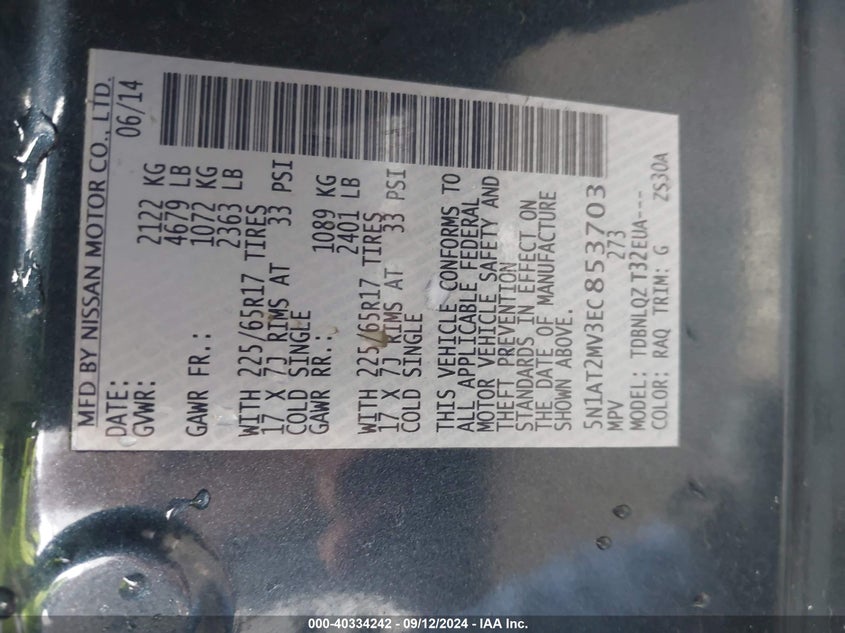 MFD BY NISSAN MOTOR CO., LTD.
DATE: 06/14
GVWR: 2122 KG
4679 LB
GAWR FR.: 1072 KG
2363 LB
WITH 225/65R17 TIRES
17 X 7J RIMS AT 33 PSI
COLD SINGLE
GAWR RR.: 1089 KG
2401 LB
WITH 225/65R17 TIRES
17 X 7J RIMS AT 33 PSI
COLD SINGLE
THIS VEHICLE CONFORMS TO
ALL APPLICABLE FEDERAL
MOTOR VEHICLE SAFETY AND
THEFT PREVENTION
STANDARDS IN EFFECT ON
THE DATE OF MANUFACTURE
SHOWN ABOVE.
5N1AT2MV3EC853703
MPV 273
MODEL: TDBNLQZ T32EUA---
COLOR: RAQ TRIM: G ZS30A
000-40334242 - 09/12/2024 - IAA Inc.